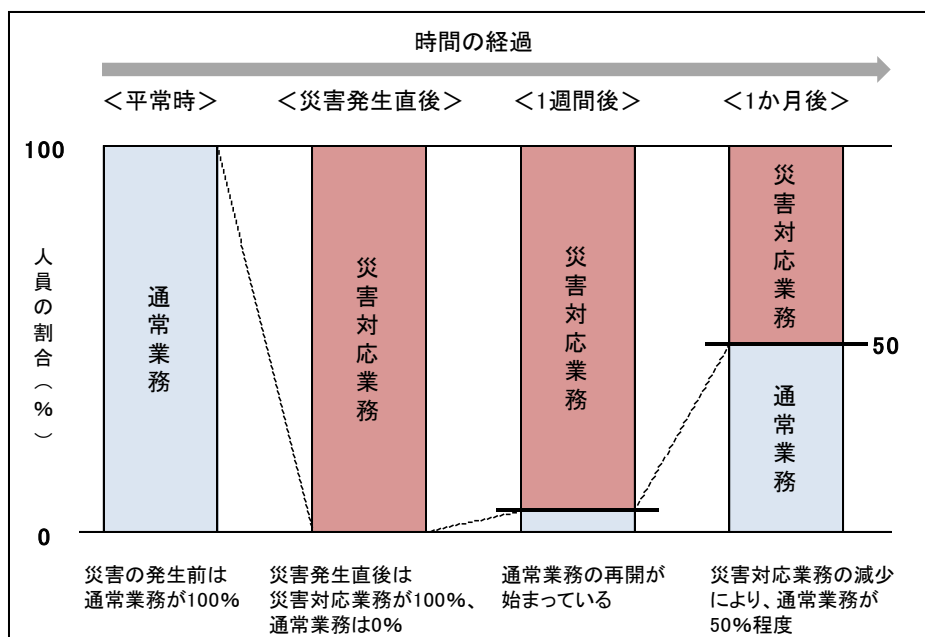 時間の経過
＜平常時＞
＜災害発生直後＞
＜1週間後＞
＜1か月後＞
100
人員の割合（％）
0
通常業務
災害対応業務
災害対応業務
災害対応業務
50
通常業務
災害の発生前は
通常業務が100％
災害発生直後は
災害対応業務が100％、
通常業務は0％
通常業務の再開が
始まっている
災害対応業務の減少
により、通常業務が
50％程度